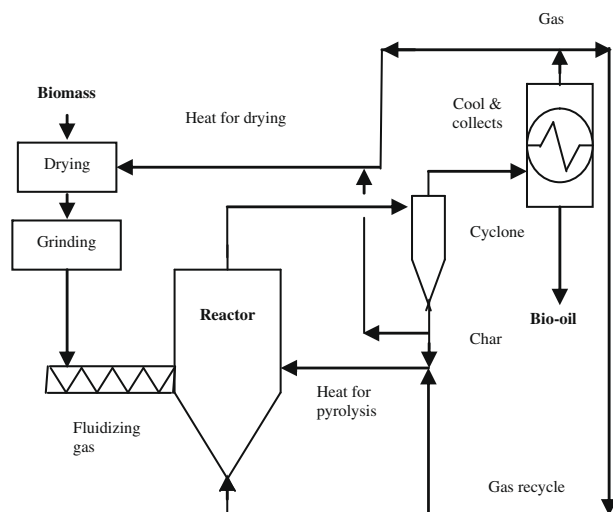 Gas
Biomass
Cool &
collects
Heat for drying
Drying
Grinding
Cyclone
Reactor
Bio-oil
Char
Heat for
pyrolysis
Fluidizing
gas
Gas recycle